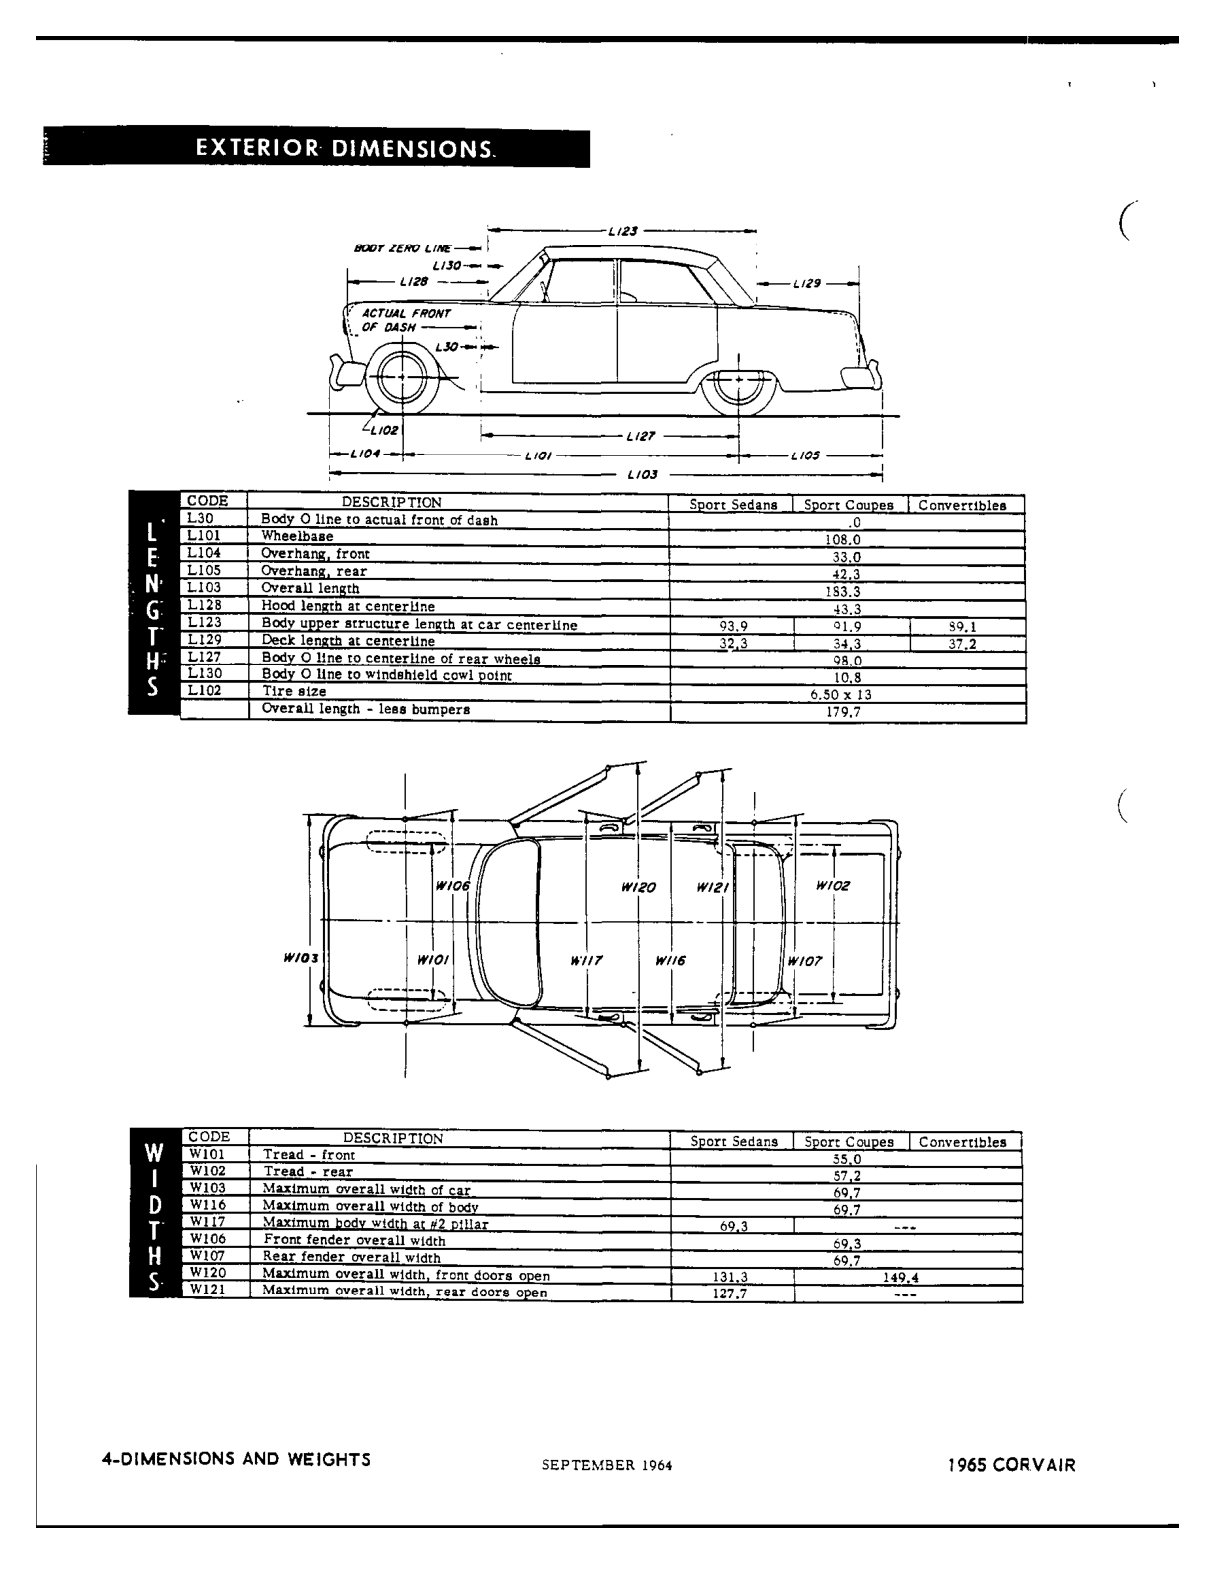 EXTERIOR DIMENSIONS.
L123
BODY ZERO LINE
L130
L128
L129
ACTUAL FRONT
OF DASH
L30
L102
L127
L104
L101
L105
L103
LENGTHS
CODE DESCRIPTION Sport Sedans Sport Coupes Convertibles
L30 Body O line to actual front of dash .0
L101 Wheelbase 108.0
L104 Overhang, front 33.0
L105 Overhang, rear 42.3
L103 Overall length 183.3
L128 Hood length at centerline 43.3
L123 Body upper structure length at car centerline 93.9 91.9 89.1
L129 Deck length at centerline 32.3 34.3 37.2
L127 Body O line to centerline of rear wheels 98.0
L130 Body O line to windshield cowl point 10.8
L102 Tire size 6.50 x 13
Overall length - less bumpers 179.7
W106 W120 W121 W102
W103 W101 W117 W116 W107
WIDTHS
CODE DESCRIPTION Sport Sedans Sport Coupes Convertibles
W101 Tread - front 55.0
W102 Tread - rear 57.2
W103 Maximum overall width of car 69.7
W116 Maximum overall width of body 69.7
W117 Maximum body width at #2 pillar 69.3 ---
W106 Front fender overall width 69.3
W107 Rear fender overall width 69.7
W120 Maximum overall width, front doors open 131.3 149.4
W121 Maximum overall width, rear doors open 127.7 ---
4-DIMENSIONS AND WEIGHTS SEPTEMBER 1964 1965 CORVAIR